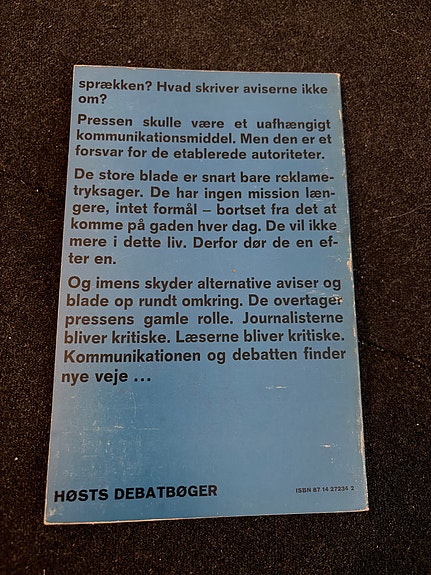 sprækken? Hvad skriver aviserne ikke
om?
Pressen skulle være et uafhængigt
kommunikationsmiddel. Men den er et
forsvar for de etablerede autoriteter.
De store blade er snart bare reklame-
tryksager. De har ingen mission læn-
gere, intet formål – bortset fra det at
komme på gaden hver dag. De vil ikke
mere i dette liv. Derfor dør de en ef-
ter en.
Og imens skyder alternative aviser og
blade op rundt omkring. De overtager
pressens gamle rolle. Journalisterne
bliver kritiske. Læserne bliver kritiske.
Kommunikationen og debatten finder
nye veje ...
HØSTS DEBATBØGER
ISBN 87 14 27234 2